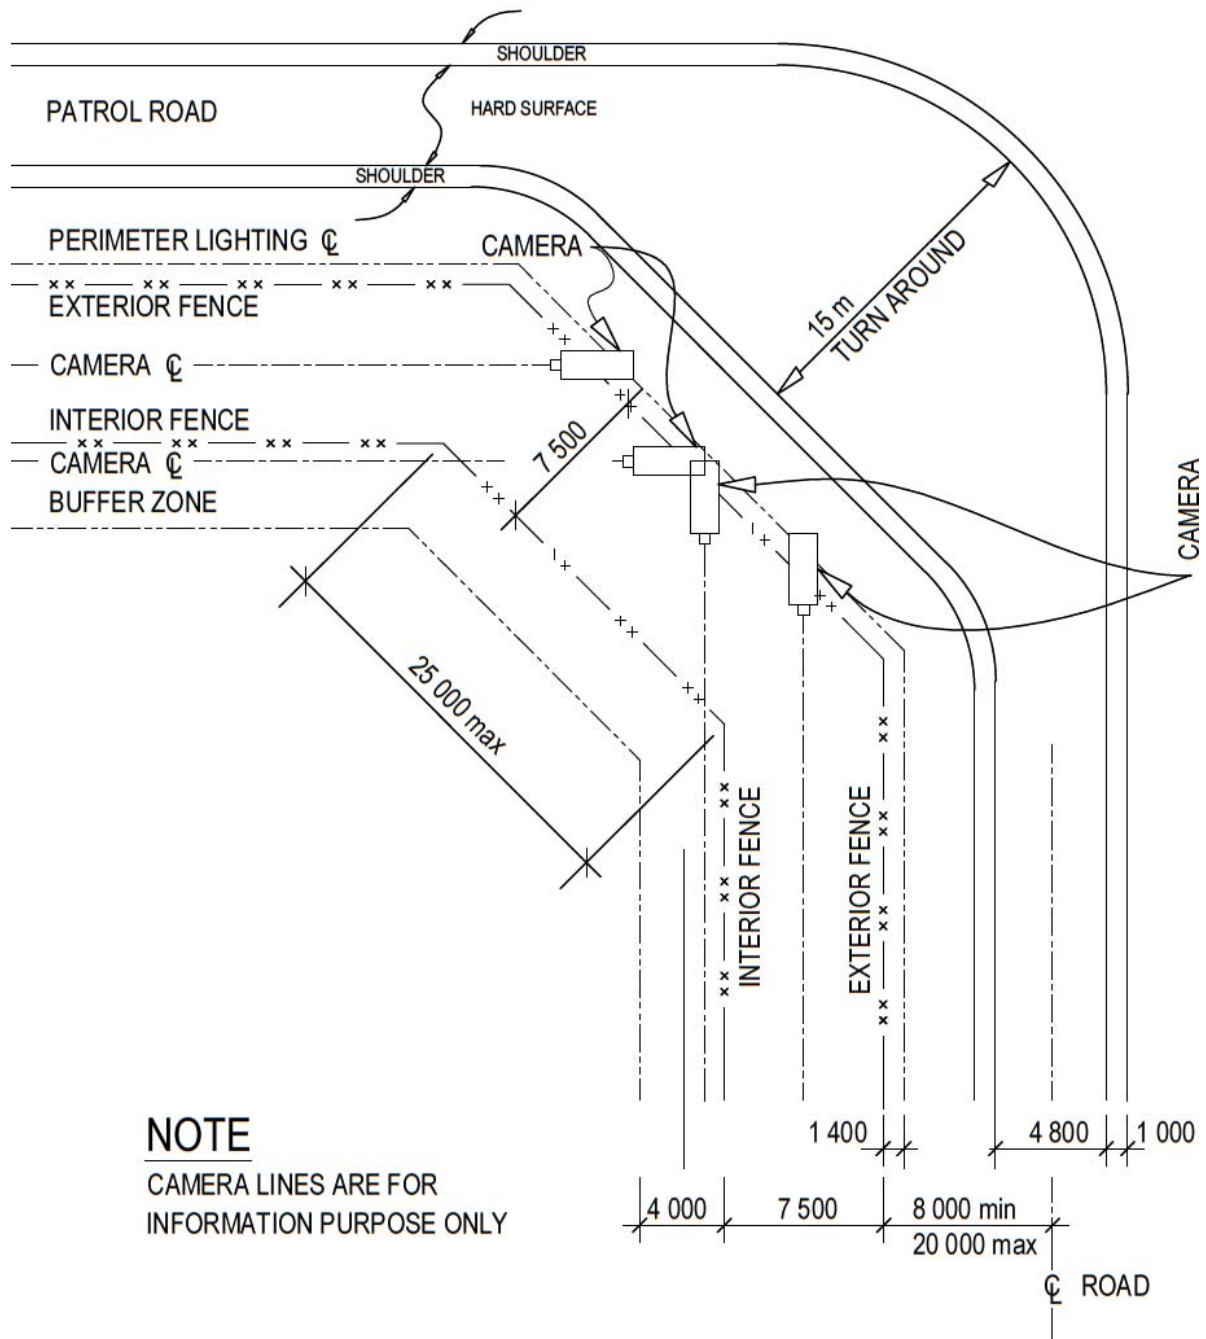 SHOULDER
PATROL ROAD
HARD SURFACE
SHOULDER
PERIMETER LIGHTING ℄
CAMERA
EXTERIOR FENCE
15 m
TURN AROUND
CAMERA ℄
INTERIOR FENCE
7 500
CAMERA ℄
BUFFER ZONE
CAMERA
25 000 max
INTERIOR FENCE
EXTERIOR FENCE
NOTE
CAMERA LINES ARE FOR
INFORMATION PURPOSE ONLY
1 400
4 800
1 000
4 000
7 500
8 000 min
20 000 max
℄ ROAD